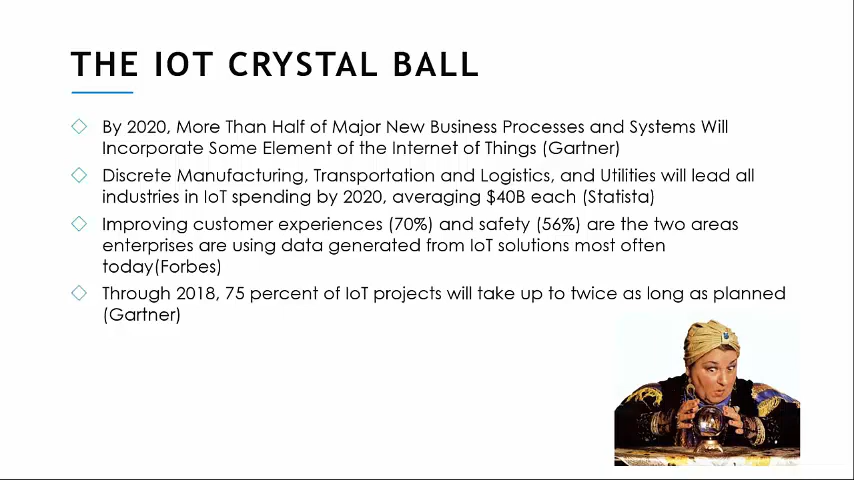 THE IOT CRYSTAL BALL
By 2020, More Than Half of Major New Business Processes and Systems Will
Incorporate Some Element of the Internet of Things (Gartner)
Discrete Manufacturing, Transportation and Logistics, and Utilities will lead all
industries in IoT spending by 2020, averaging $40B each (Statista)
Improving customer experiences (70%) and safety (56%) are the two areas
enterprises are using data generated from IoT solutions most often
today(Forbes)
Through 2018, 75 percent of IoT projects will take up to twice as long as planned
(Gartner)